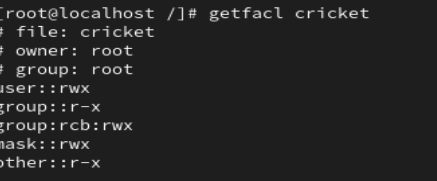 [root@localhost /]# getfacl cricket
# file: cricket
# owner: root
# group: root
user::rwx
group::r-x
group:rcb:rwx
mask::rwx
other::r-x